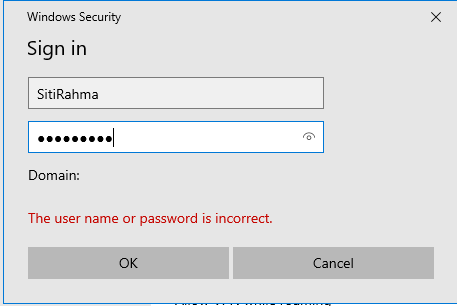 Windows Security
Sign in
SitiRahma
●●●●●●●●●
Domain:
The user name or password is incorrect.
OK
Cancel